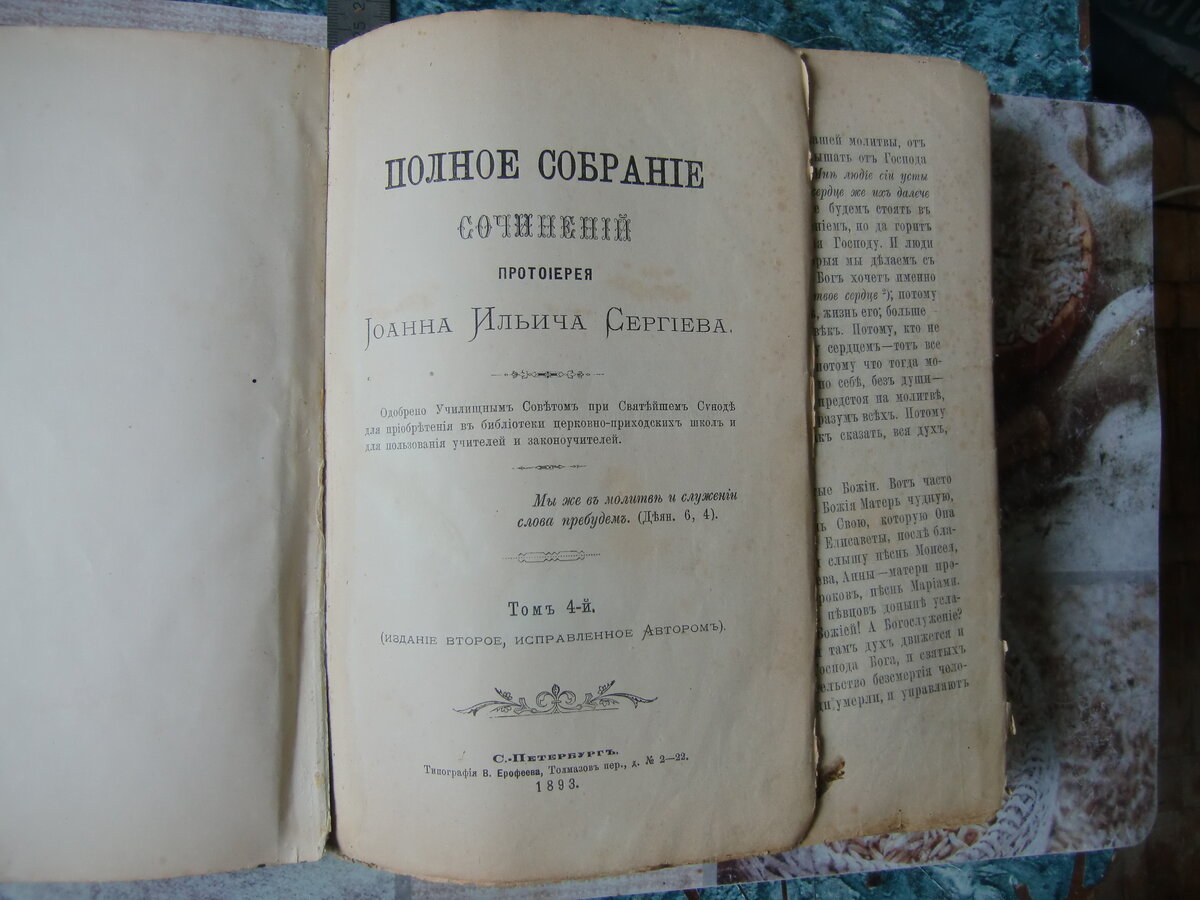 ПОЛНОЕ СОБРАНІЕ
СОЧИНЕНІЙ
ПРОТОІЕРЕЯ
ІОАННА ИЛЬИЧА СЕРГІЕВА.
Одобрено Училищнымъ Совѣтомъ при Святѣйшемъ Сѵнодѣ
для пріобрѣтенія въ библіотеки церковно-приходскихъ школъ и
для пользованія учителей и законоучителей.
Мы же въ молитвѣ и служеніи
слова пребудемъ. (Дѣян. 6, 4).
Томъ 4-й.
(ИЗДАНІЕ ВТОРОЕ, ИСПРАВЛЕННОЕ АВТОРОМЪ).
С.-ПЕТЕРБУРГЪ.
Типографія В. Ерофеева, Толмазовъ пер., д. № 2—22.
1893.
молитвы, отъ
отъ Господа
людіе сіи усты
сердце же ихъ далече
будемъ стоять въ
но да горитъ
Господу. И люди
мы дѣлаемъ съ
Богъ хочетъ именно
сердце ²); потому
жизнь его; больше
Потому, кто не
сердцемъ—тотъ все
потому что тогда мо-
по себѣ, безъ души—
предстоя на молитвѣ,
разумъ всѣхъ. Потому
сказать, вся духъ,
Божіи. Вотъ часто
Божія Матерь чудную,
Свою, которую Она
Елисаветы, послѣ бла-
слышу пѣснь Моисея,
Анны—матери про-
пѣснь Маріами.
пѣвцовъ донынѣ усла-
Божіей! А Богослуженіе?
тамъ духъ движется и
Господа Бога, и святыхъ
безсмертія чело-
умерли, и управляютъ